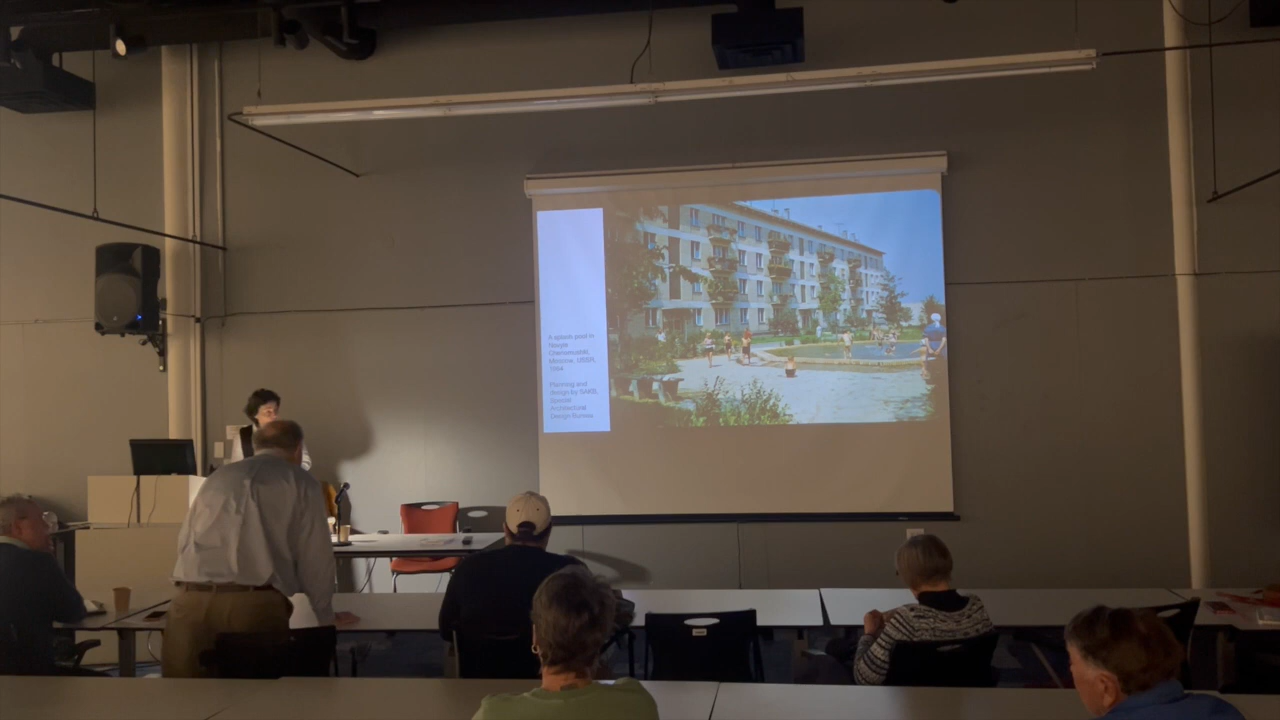 A splash pool in
Novye
Cheremushki,
Moscow, USSR,
1964
Planning and
design by SAKB,
Special
Architectural
Design Bureau